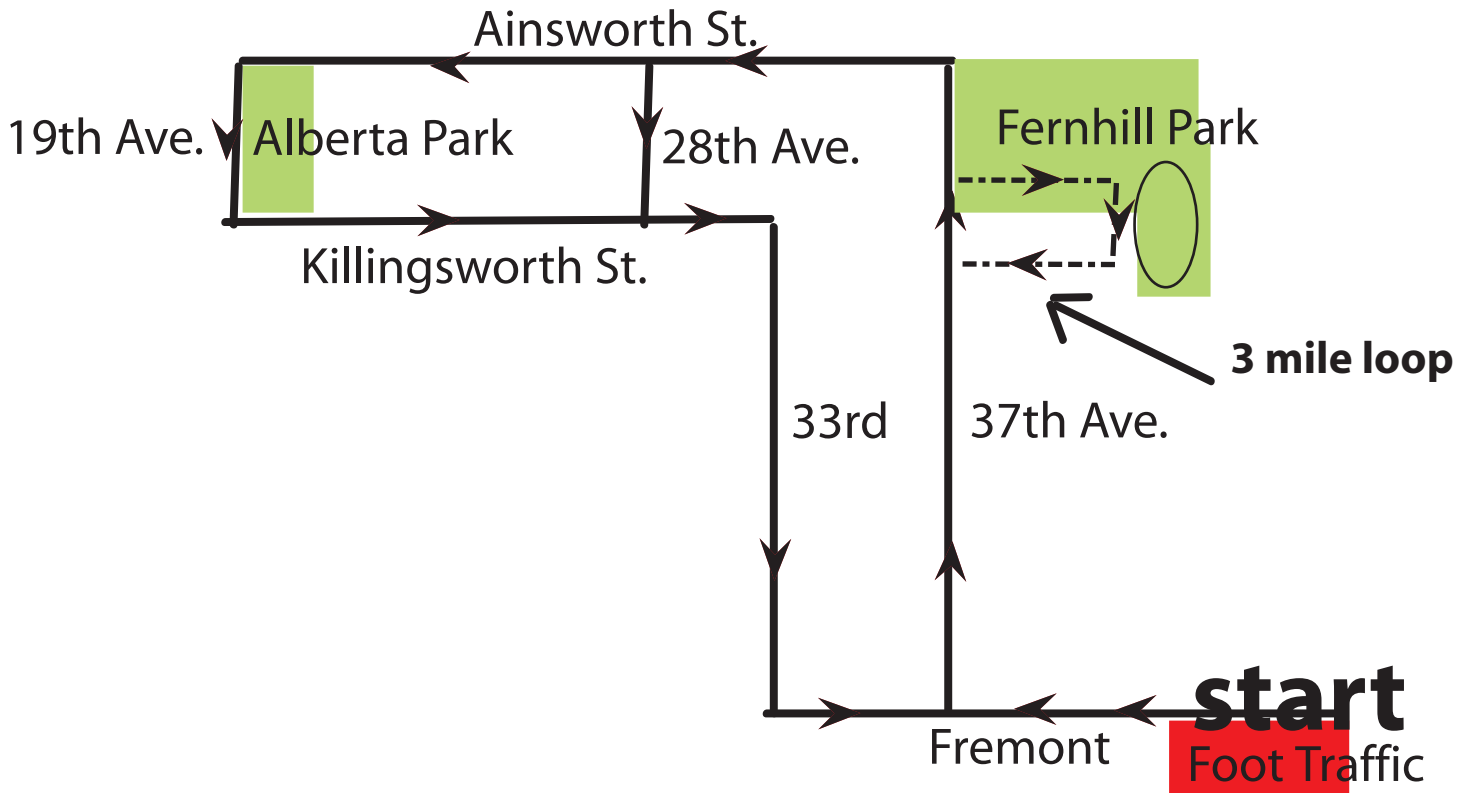 Ainsworth St.
19th Ave.
Alberta Park
28th Ave.
Fernhill Park
Killingsworth St.
3 mile loop
33rd
37th Ave.
start
Fremont
Foot Traffic